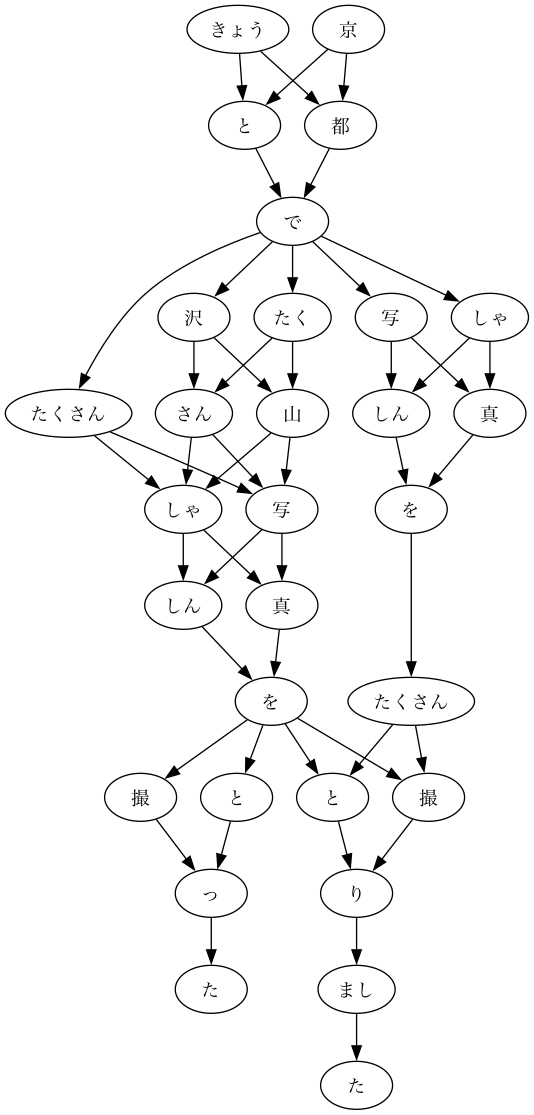 きょう 京
と 都
で
沢 たく 写 しゃ
たくさん さん 山 しん 真
しゃ 写 を
しん 真
を たくさん
撮 と と 撮
っ り
た まし
た